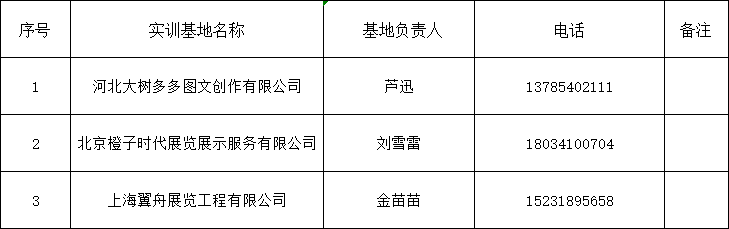 序号 实训基地名称 基地负责人 电话 备注
1 河北大树多多图文创作有限公司 芦迅 13785402111
2 北京橙子时代展览展示服务有限公司 刘雪雷 18034100704
3 上海翼舟展览工程有限公司 金苗苗 15231895658